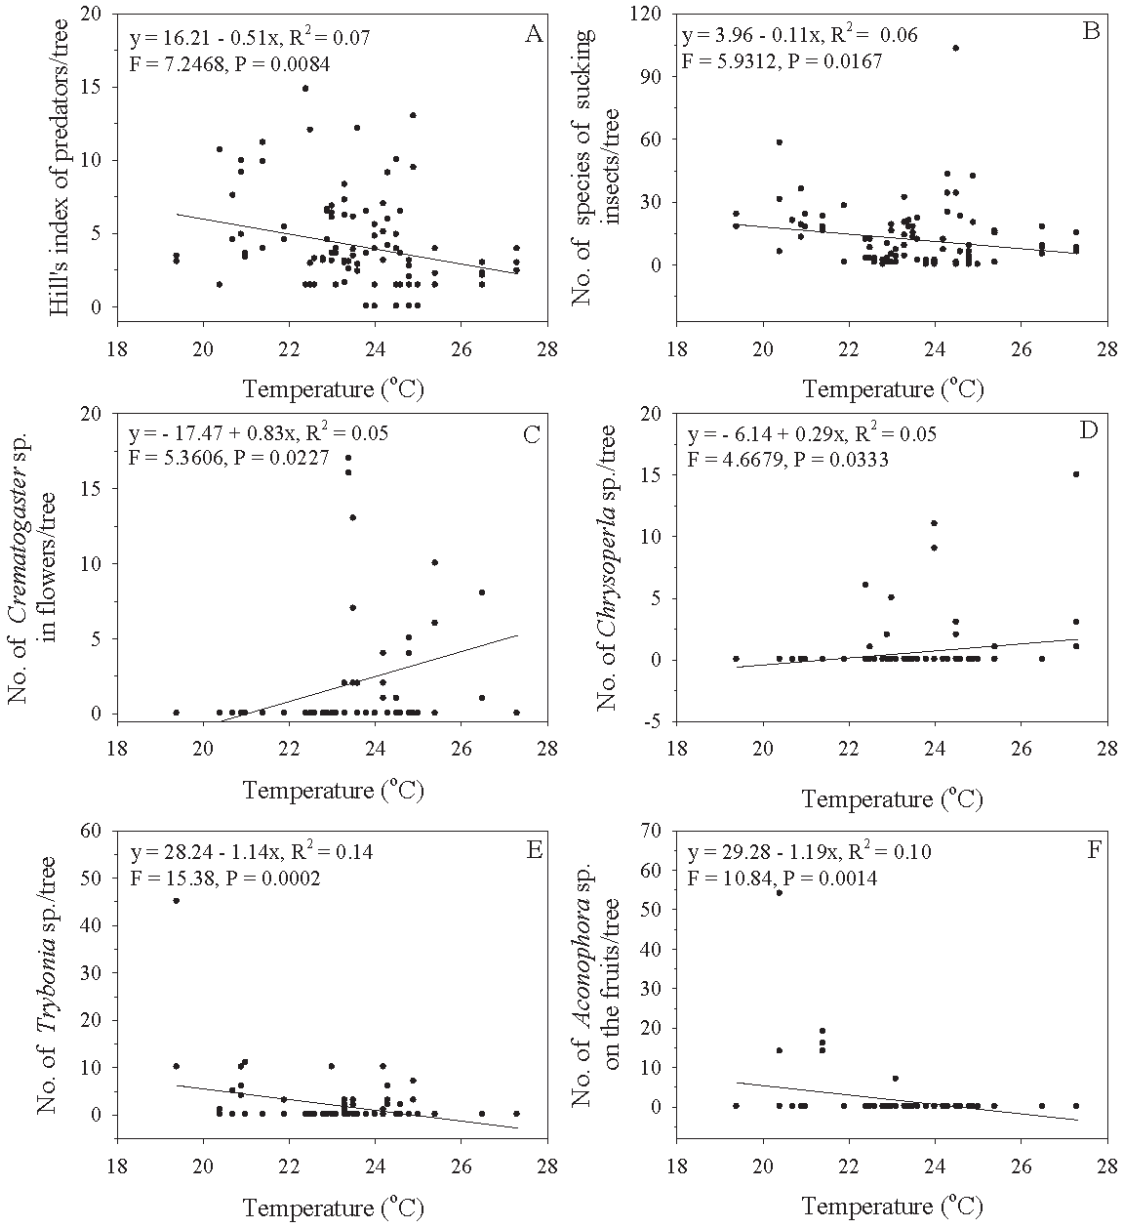 A
y = 16.21 - 0.51x, R² = 0.07
F = 7.2468, P = 0.0084
Hill's index of predators/tree
20
15
10
5
0
18 20 22 24 26 28
Temperature (°C)
B
y = 3.96 - 0.11x, R² = 0.06
F = 5.9312, P = 0.0167
No. of species of sucking
insects/tree
120
90
60
30
0
18 20 22 24 26 28
Temperature (°C)
C
y = - 17.47 + 0.83x, R² = 0.05
F = 5.3606, P = 0.0227
No. of Crematogaster sp.
in flowers/tree
20
15
10
5
0
18 20 22 24 26 28
Temperature (°C)
D
y = - 6.14 + 0.29x, R² = 0.05
F = 4.6679, P = 0.0333
No. of Chrysoperla sp./tree
20
15
10
5
0
-5
18 20 22 24 26 28
Temperature (°C)
E
y = 28.24 - 1.14x, R² = 0.14
F = 15.38, P = 0.0002
No. of Trybonia sp./tree
60
50
40
30
20
10
0
18 20 22 24 26 28
Temperature (°C)
F
y = 29.28 - 1.19x, R² = 0.10
F = 10.84, P = 0.0014
No. of Aconophora sp.
on the fruits/tree
70
60
50
40
30
20
10
0
18 20 22 24 26 28
Temperature (°C)